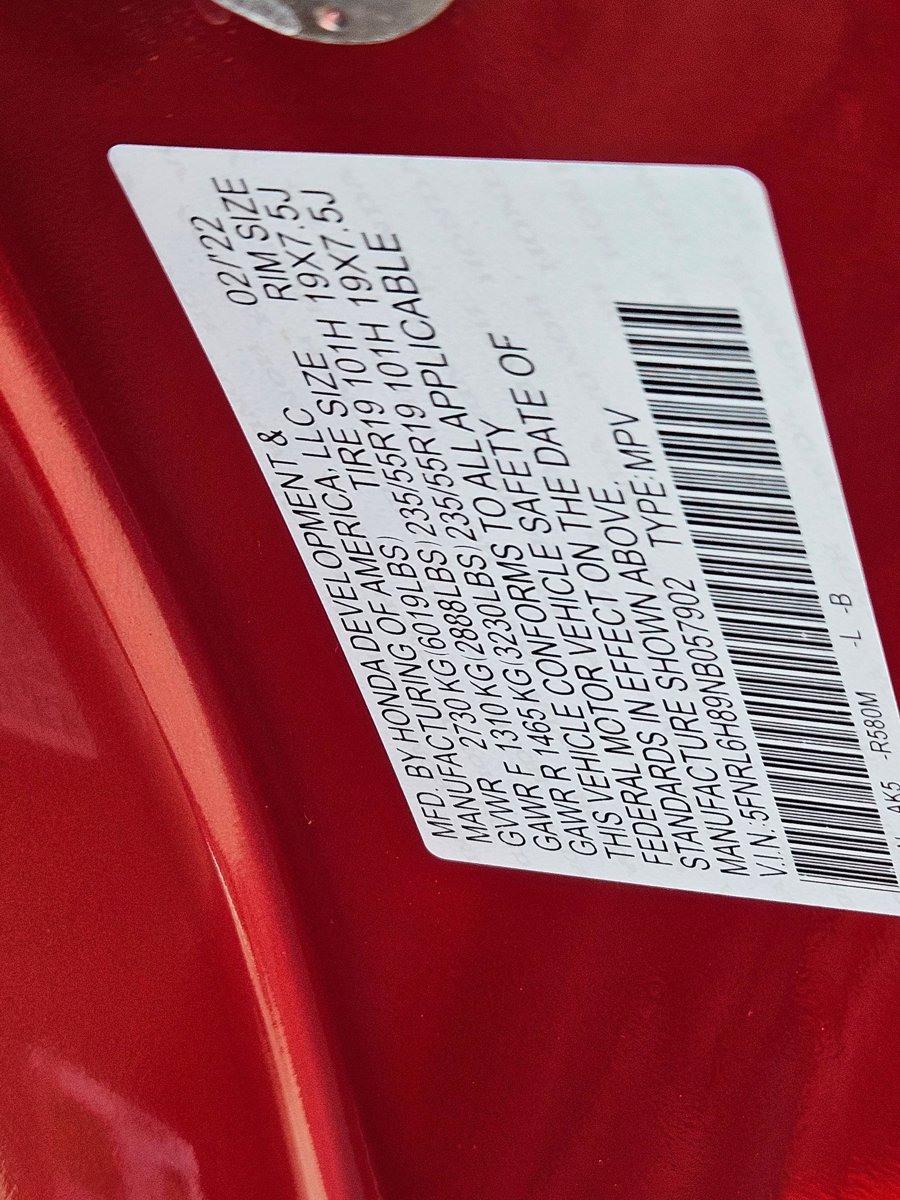 MFD. BY HONDA DEVELOPMENT & 02/'22
MANUFACTURING OF AMERICA, LLC RIM SIZE
GVWR 2730 KG (6019LBS) TIRE SIZE 19X7.5J
GAWR F 1310 KG 2888LBS) 235/55R19 101H 19X7.5J
GAWR R 1465 KG (3230LBS) 235/55R19 101H
THIS VEHICLE CONFORMS TO ALL APPLICABLE
FEDERAL MOTOR VEHICLE SAFETY
STANDARDS IN EFFECT ON THE DATE OF
MANUFACTURE SHOWN ABOVE.
V.I.N.:5FNRL6H89NB057902 TYPE:MPV
AK5 -R580M -L -B